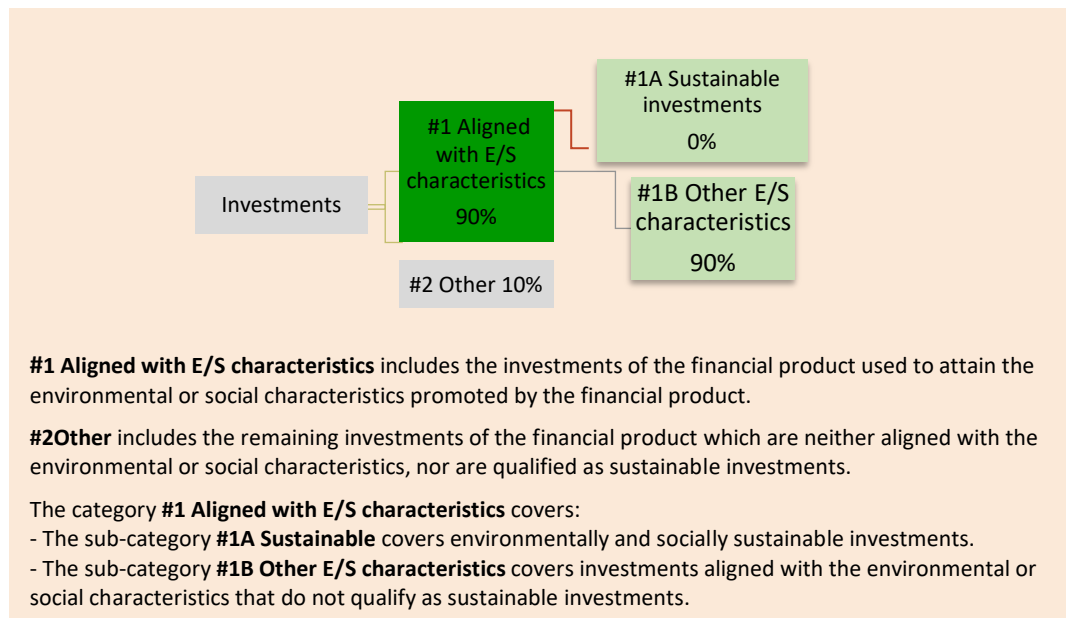 #1A Sustainable
investments
0%
#1 Aligned
with E/S
characteristics
90%
Investments
#1B Other E/S
characteristics
90%
#2 Other 10%
#1 Aligned with E/S characteristics includes the investments of the financial product used to attain the
environmental or social characteristics promoted by the financial product.
#2Other includes the remaining investments of the financial product which are neither aligned with the
environmental or social characteristics, nor are qualified as sustainable investments.
The category #1 Aligned with E/S characteristics covers:
- The sub-category #1A Sustainable covers environmentally and socially sustainable investments.
- The sub-category #1B Other E/S characteristics covers investments aligned with the environmental or
social characteristics that do not qualify as sustainable investments.